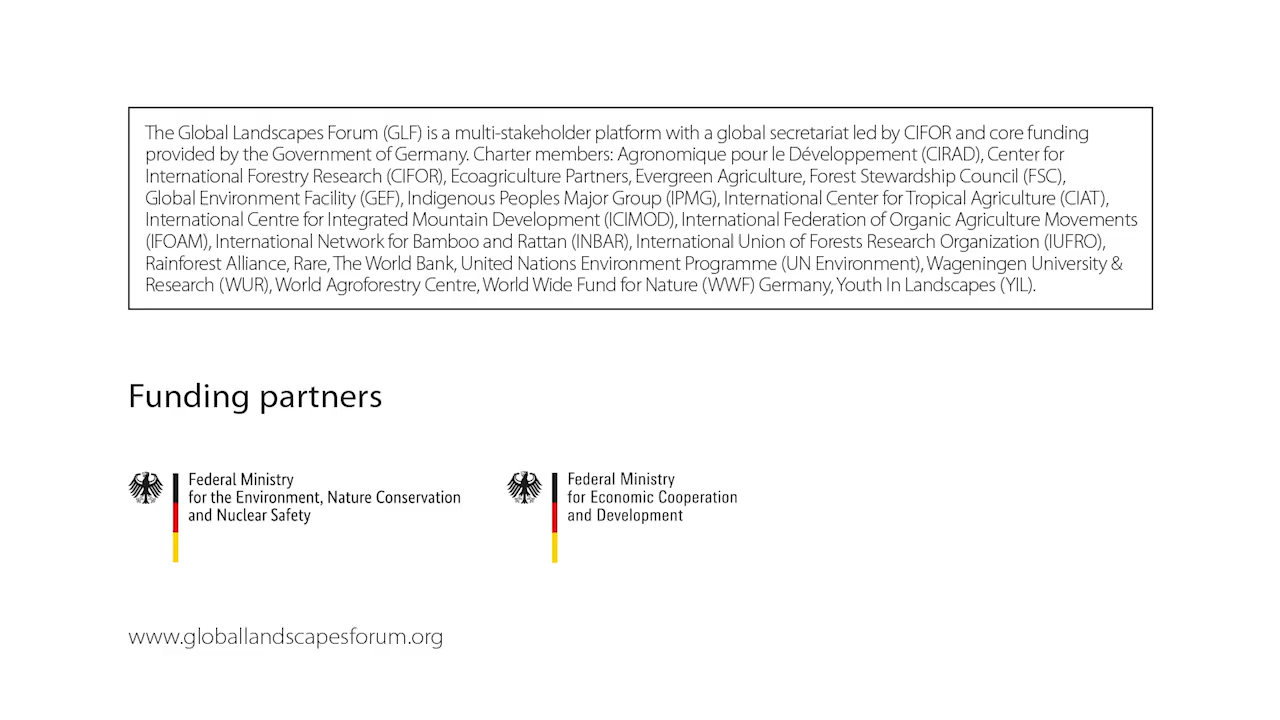 The Global Landscapes Forum (GLF) is a multi-stakeholder platform with a global secretariat led by CIFOR and core funding
provided by the Government of Germany. Charter members: Agronomique pour le Développement (CIRAD), Center for
International Forestry Research (CIFOR), Ecoagriculture Partners, Evergreen Agriculture, Forest Stewardship Council (FSC),
Global Environment Facility (GEF), Indigenous Peoples Major Group (IPMG), International Center for Tropical Agriculture (CIAT),
International Centre for Integrated Mountain Development (ICIMOD), International Federation of Organic Agriculture Movements
(IFOAM), International Network for Bamboo and Rattan (INBAR), International Union of Forests Research Organization (IUFRO),
Rainforest Alliance, Rare, The World Bank, United Nations Environment Programme (UN Environment), Wageningen University &
Research (WUR), World Agroforestry Centre, World Wide Fund for Nature (WWF) Germany, Youth In Landscapes (YIL).
Funding partners
Federal Ministry
for the Environment, Nature Conservation
and Nuclear Safety
Federal Ministry
for Economic Cooperation
and Development
www.globallandscapesforum.org